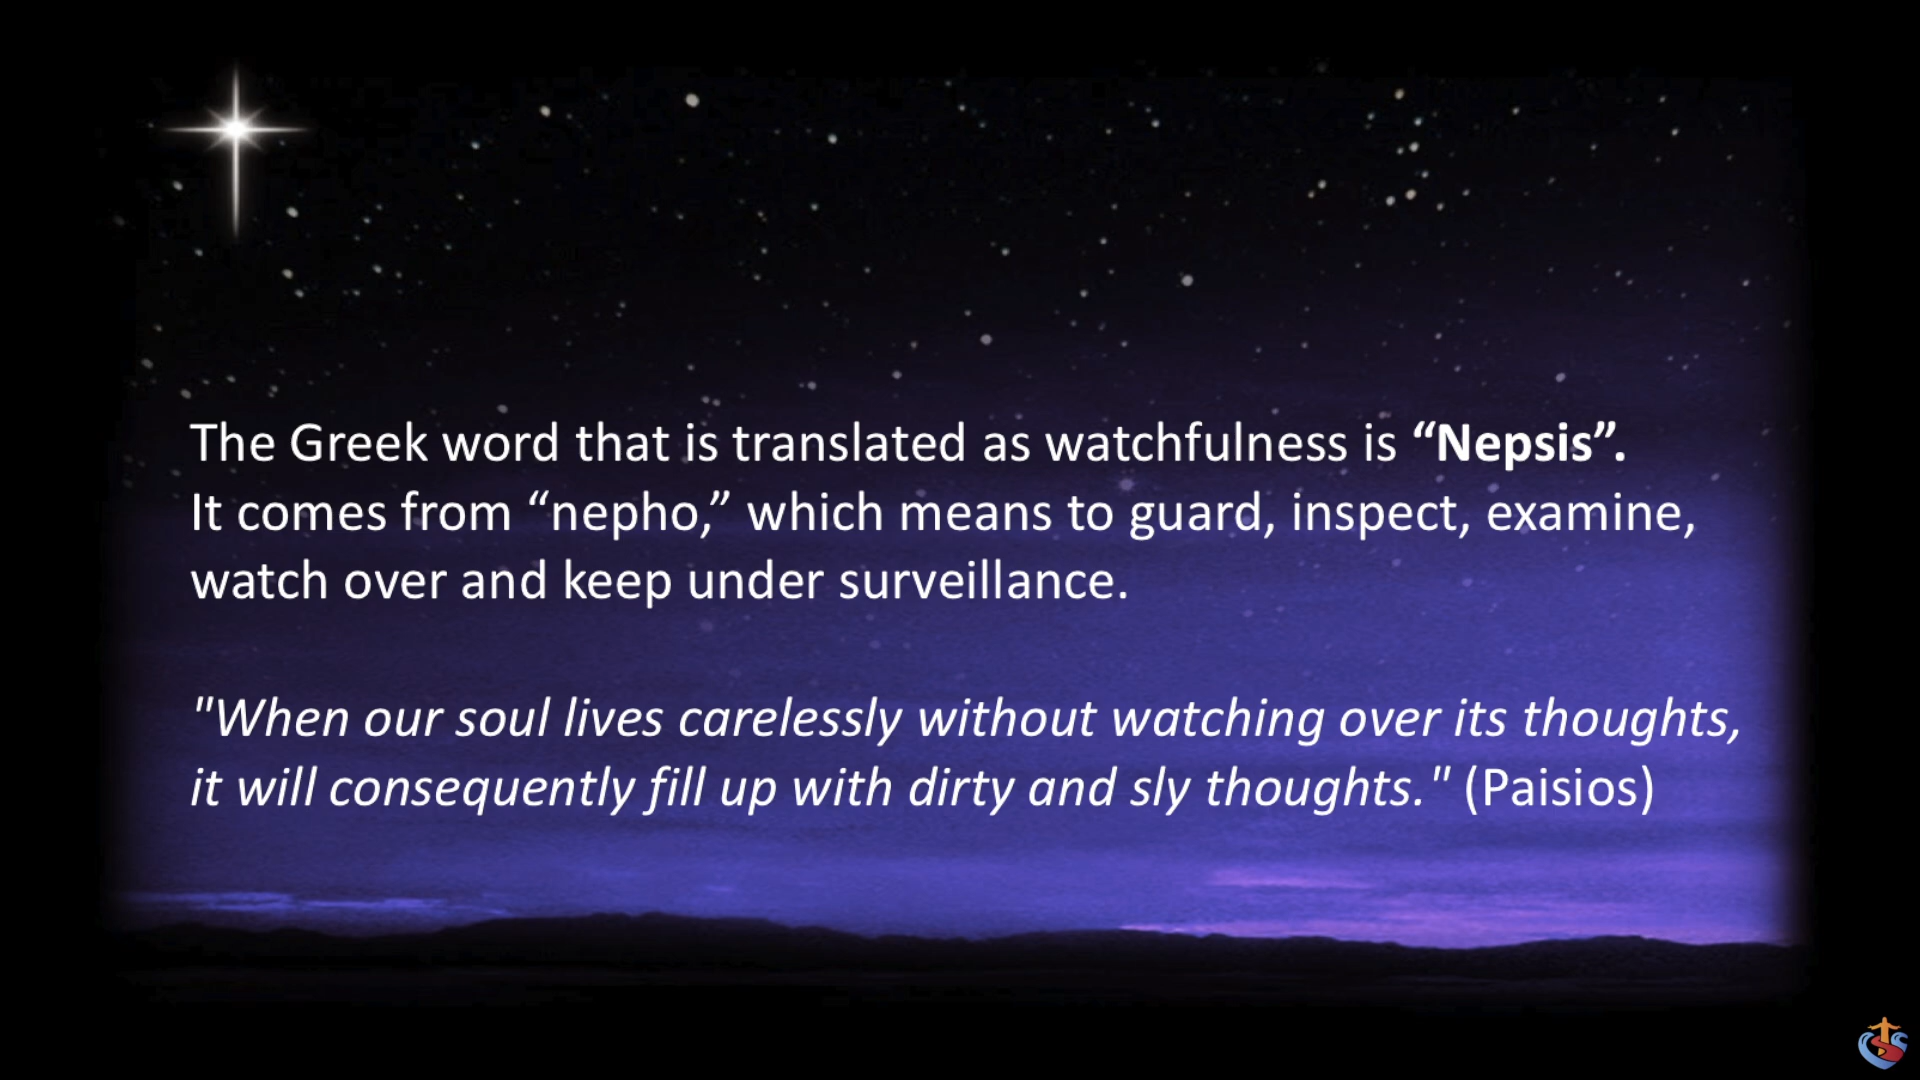 The Greek word that is translated as watchfulness is “Nepsis”.
It comes from “nepho,” which means to guard, inspect, examine,
watch over and keep under surveillance.
"When our soul lives carelessly without watching over its thoughts,
it will consequently fill up with dirty and sly thoughts." (Paisios)